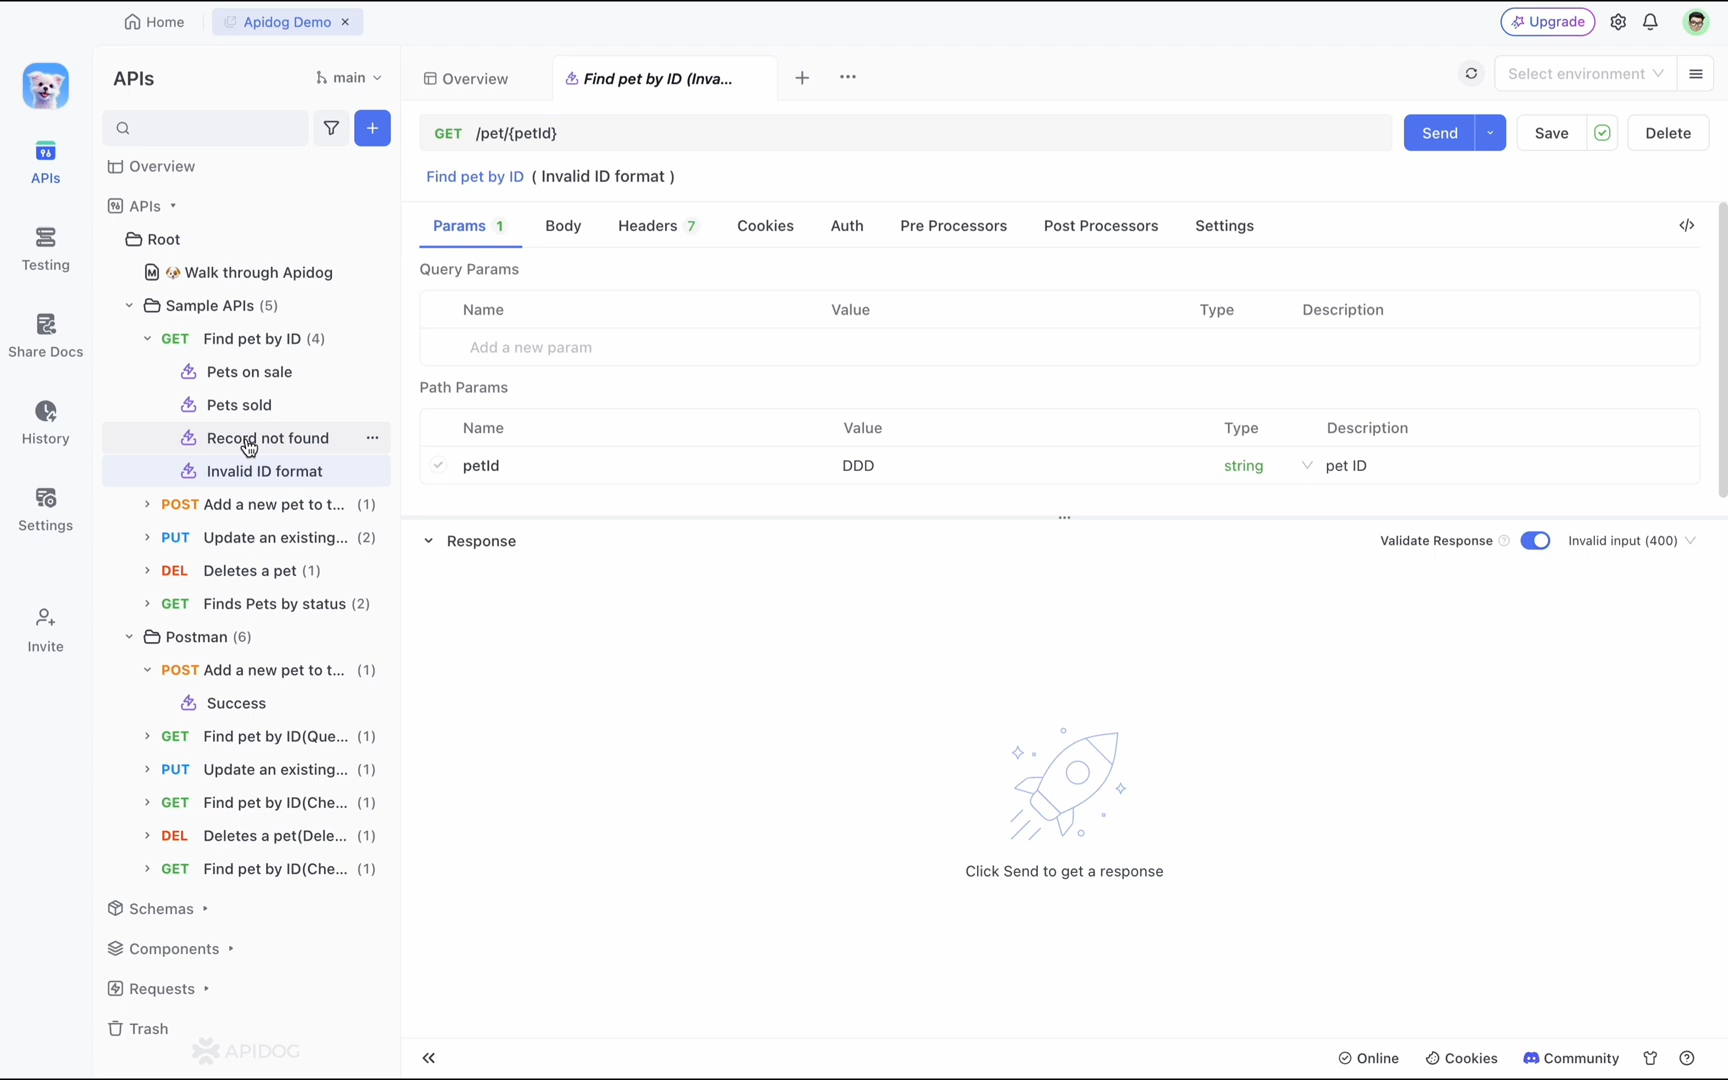 Home
Apidog Demo
Upgrade
APIs
Testing
Share Docs
History
Settings
Invite
APIs
main
Overview
APIs
Root
Walk through Apidog
Sample APIs (5)
GET Find pet by ID (4)
Pets on sale
Pets sold
Record not found
Invalid ID format
POST Add a new pet to t... (1)
PUT Update an existing... (2)
DEL Deletes a pet (1)
GET Finds Pets by status (2)
Postman (6)
POST Add a new pet to t... (1)
Success
GET Find pet by ID(Que... (1)
PUT Update an existing... (1)
GET Find pet by ID(Che... (1)
DEL Deletes a pet(Dele... (1)
GET Find pet by ID(Che... (1)
Schemas
Components
Requests
Trash
APIDOG
Overview
Find pet by ID (Inva...
Select environment
GET /pet/{petId}
Send
Save
Delete
Find pet by ID ( Invalid ID format )
Params 1 Body Headers 7 Cookies Auth Pre Processors Post Processors Settings
Query Params
Name Value Type Description
Add a new param
Path Params
Name Value Type Description
petId DDD string pet ID
Response
Validate Response
Invalid input (400)
Click Send to get a response
Online
Cookies
Community